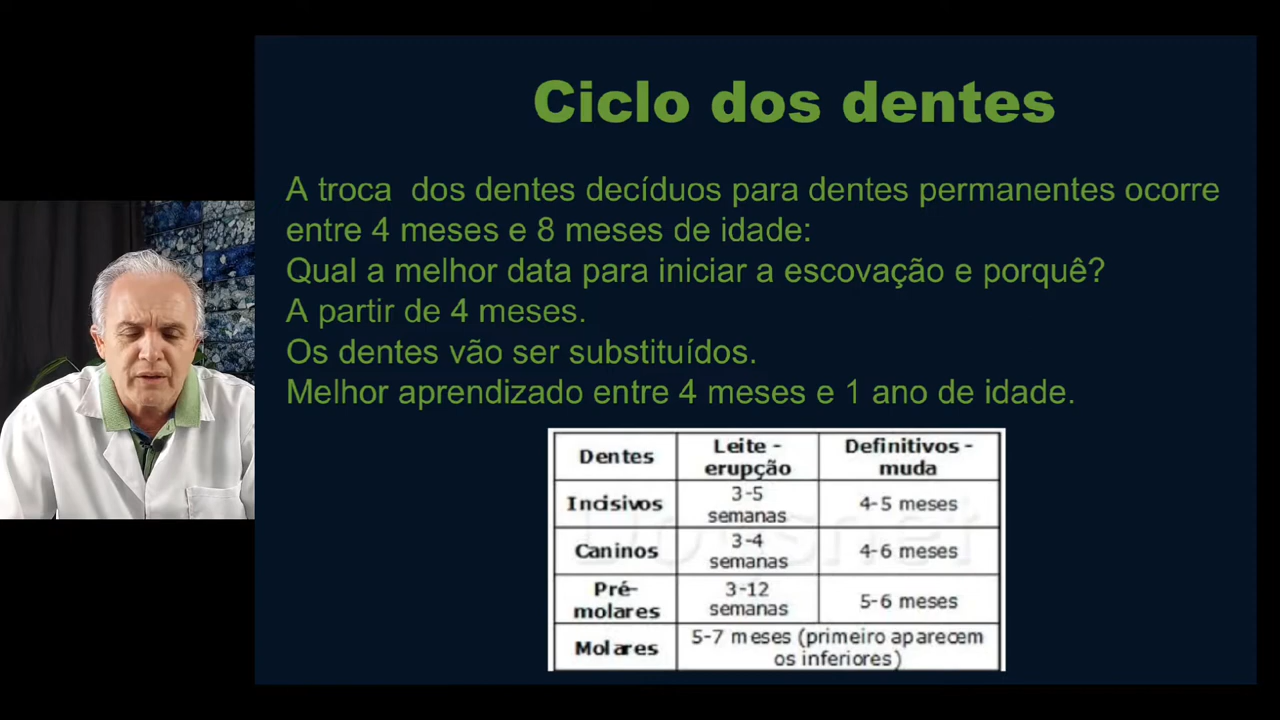 Ciclo dos dentes
A troca dos dentes decíduos para dentes permanentes ocorre
entre 4 meses e 8 meses de idade:
Qual a melhor data para iniciar a escovação e porquê?
A partir de 4 meses.
Os dentes vão ser substituídos.
Melhor aprendizado entre 4 meses e 1 ano de idade.
Dentes
Leite -
erupção
Definitivos -
muda
Incisivos
3-5
semanas
4-5 meses
Caninos
3-4
semanas
4-6 meses
Pré-
molares
3-12
semanas
5-6 meses
Molares
5-7 meses (primeiro aparecem
os inferiores)